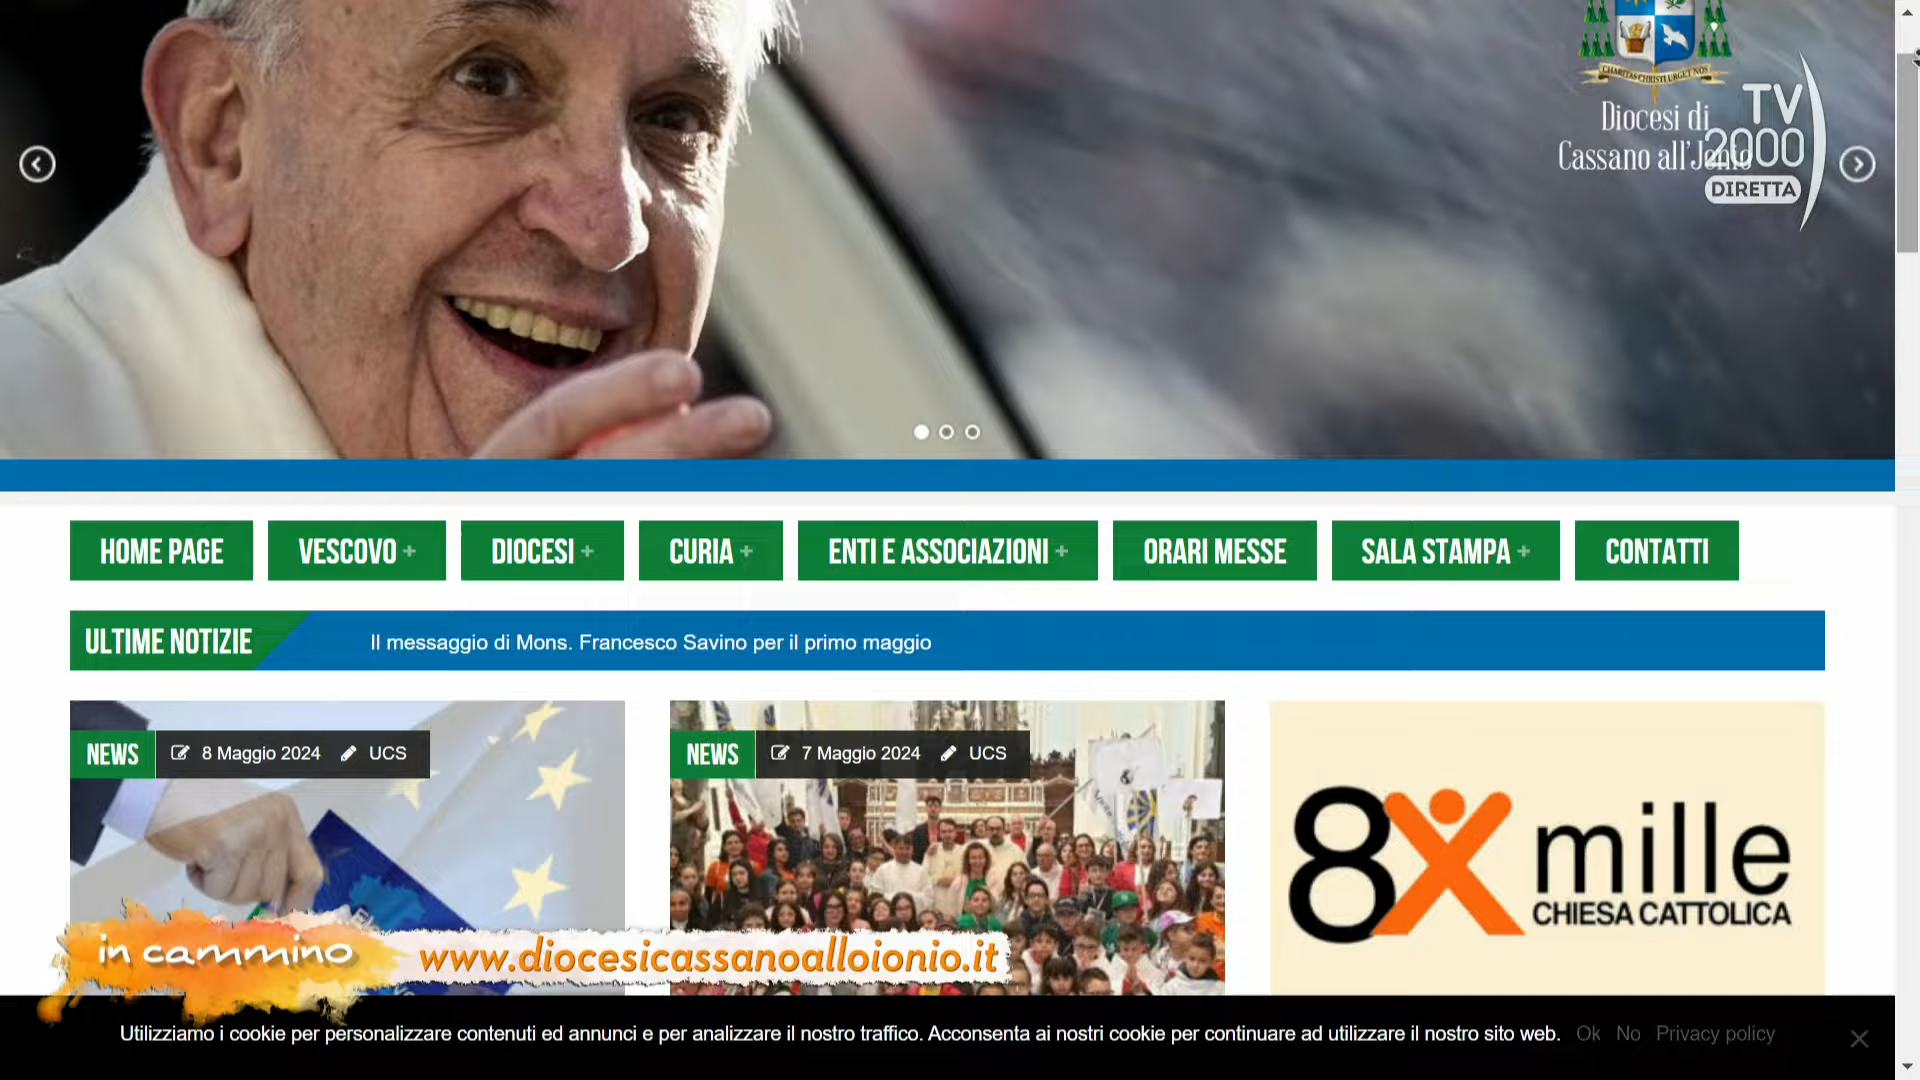 CHARITAS CHRISTI URGET NOS
Diocesi di
Cassano all'Jonio
TV
2000
DIRETTA
HOME PAGE
VESCOVO +
DIOCESI +
CURIA +
ENTI E ASSOCIAZIONI +
ORARI MESSE
SALA STAMPA +
CONTATTI
ULTIME NOTIZIE
Il messaggio di Mons. Francesco Savino per il primo maggio
NEWS 8 Maggio 2024 UCS
NEWS 7 Maggio 2024 UCS
8X mille
CHIESA CATTOLICA
in cammino
www.diocesicassanoalloionio.it
Utilizziamo i cookie per personalizzare contenuti ed annunci e per analizzare il nostro traffico. Acconsenta ai nostri cookie per continuare ad utilizzare il nostro sito web. Ok No Privacy policy